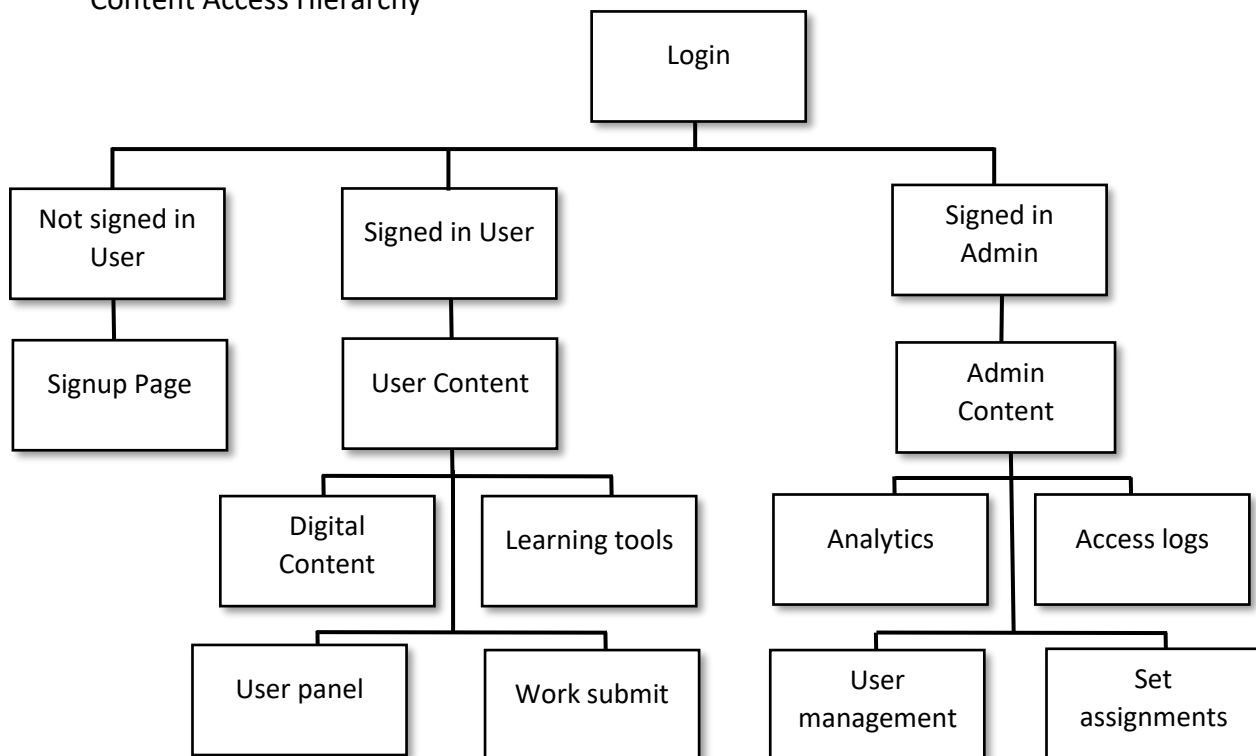 Content Access Hierarchy
Login
Not signed in
User
Signed in User
Signed in
Admin
Signup Page
User Content
Admin
Content
Digital
Content
Learning tools
Analytics
Access logs
User panel
Work submit
User
management
Set
assignments